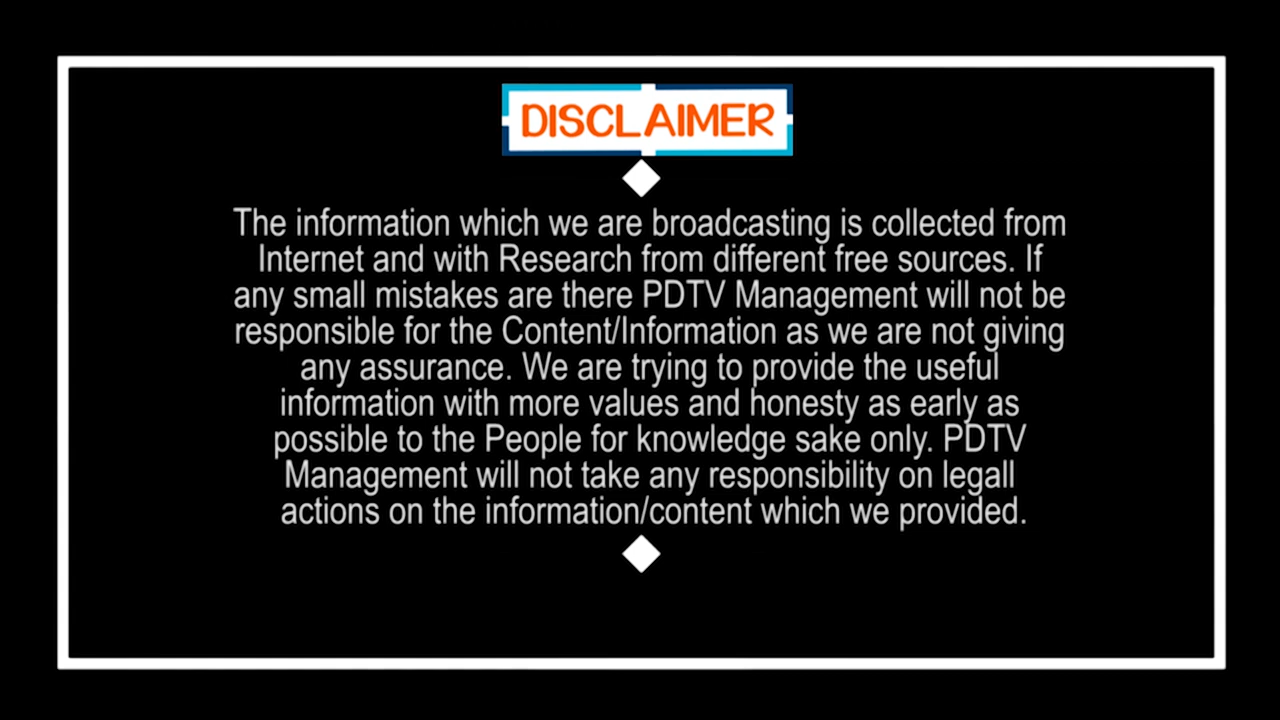 DISCLAIMER
The information which we are broadcasting is collected from
Internet and with Research from different free sources. If
any small mistakes are there PDTV Management will not be
responsible for the Content/Information as we are not giving
any assurance. We are trying to provide the useful
information with more values and honesty as early as
possible to the People for knowledge sake only. PDTV
Management will not take any responsibility on legall
actions on the information/content which we provided.